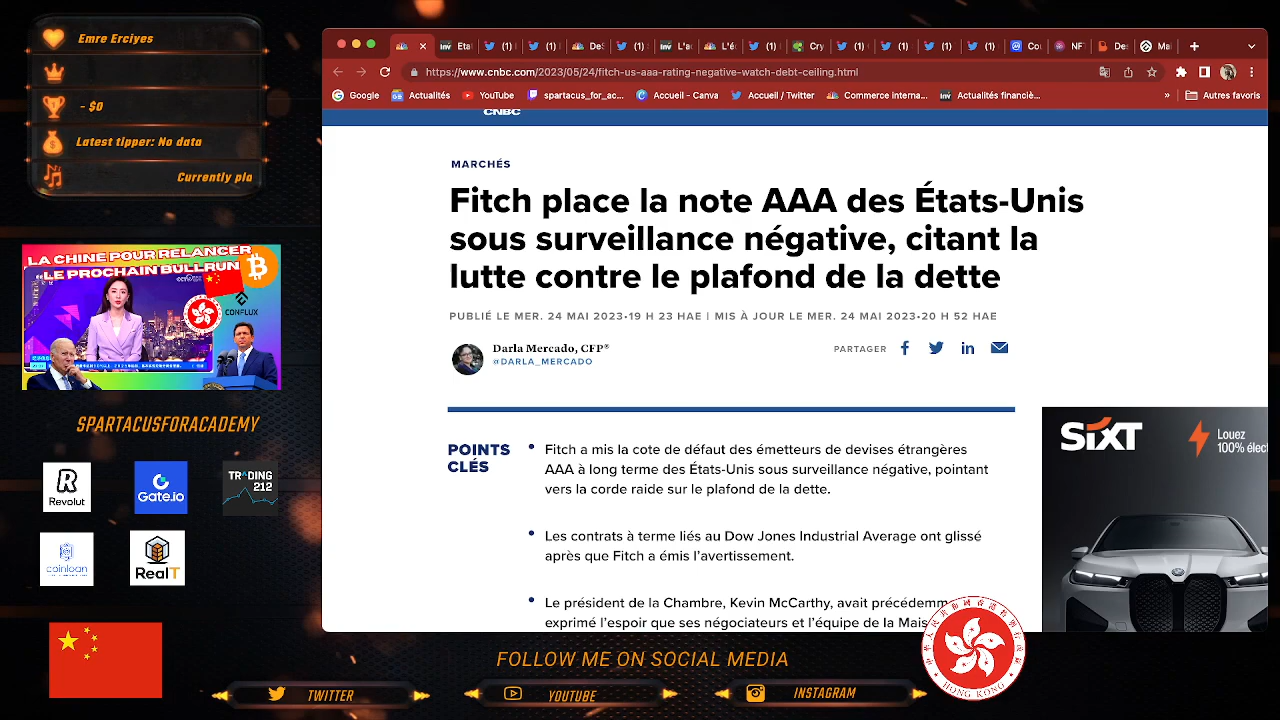 Emre Erciyes
- $0
Latest tipper: No data
Currently pla
LA CHINE POUR RELANCER
LE PROCHAIN BULLRUN
CONFLUX
SPARTACUSFORACADEMY
Revolut
Gate.io
TRADING
212
coinloan
RealT
https://www.cnbc.com/2023/05/24/fitch-us-aaa-rating-negative-watch-debt-ceiling.html
Google
Actualités
YouTube
spartacus_for_ac...
Accueil - Canva
Accueil / Twitter
Commerce interna...
Actualités financiè...
»
Autres favoris
CNBC
MARCHÉS
Fitch place la note AAA des États-Unis
sous surveillance négative, citant la
lutte contre le plafond de la dette
PUBLIÉ LE MER. 24 MAI 2023•19 H 23 HAE | MIS À JOUR LE MER. 24 MAI 2023•20 H 52 HAE
Darla Mercado, CFP®
@DARLA_MERCADO
PARTAGER
POINTS
CLÉS
Fitch a mis la cote de défaut des émetteurs de devises étrangères
AAA à long terme des États-Unis sous surveillance négative, pointant
vers la corde raide sur le plafond de la dette.
Les contrats à terme liés au Dow Jones Industrial Average ont glissé
après que Fitch a émis l'avertissement.
Le président de la Chambre, Kevin McCarthy, avait précédemm
exprimé l'espoir que ses négociateurs et l'équipe de la Mais
SiXT
Louez
100% élec
HONG KONG
FOLLOW ME ON SOCIAL MEDIA
TWITTER
YOUTUBE
INSTAGRAM